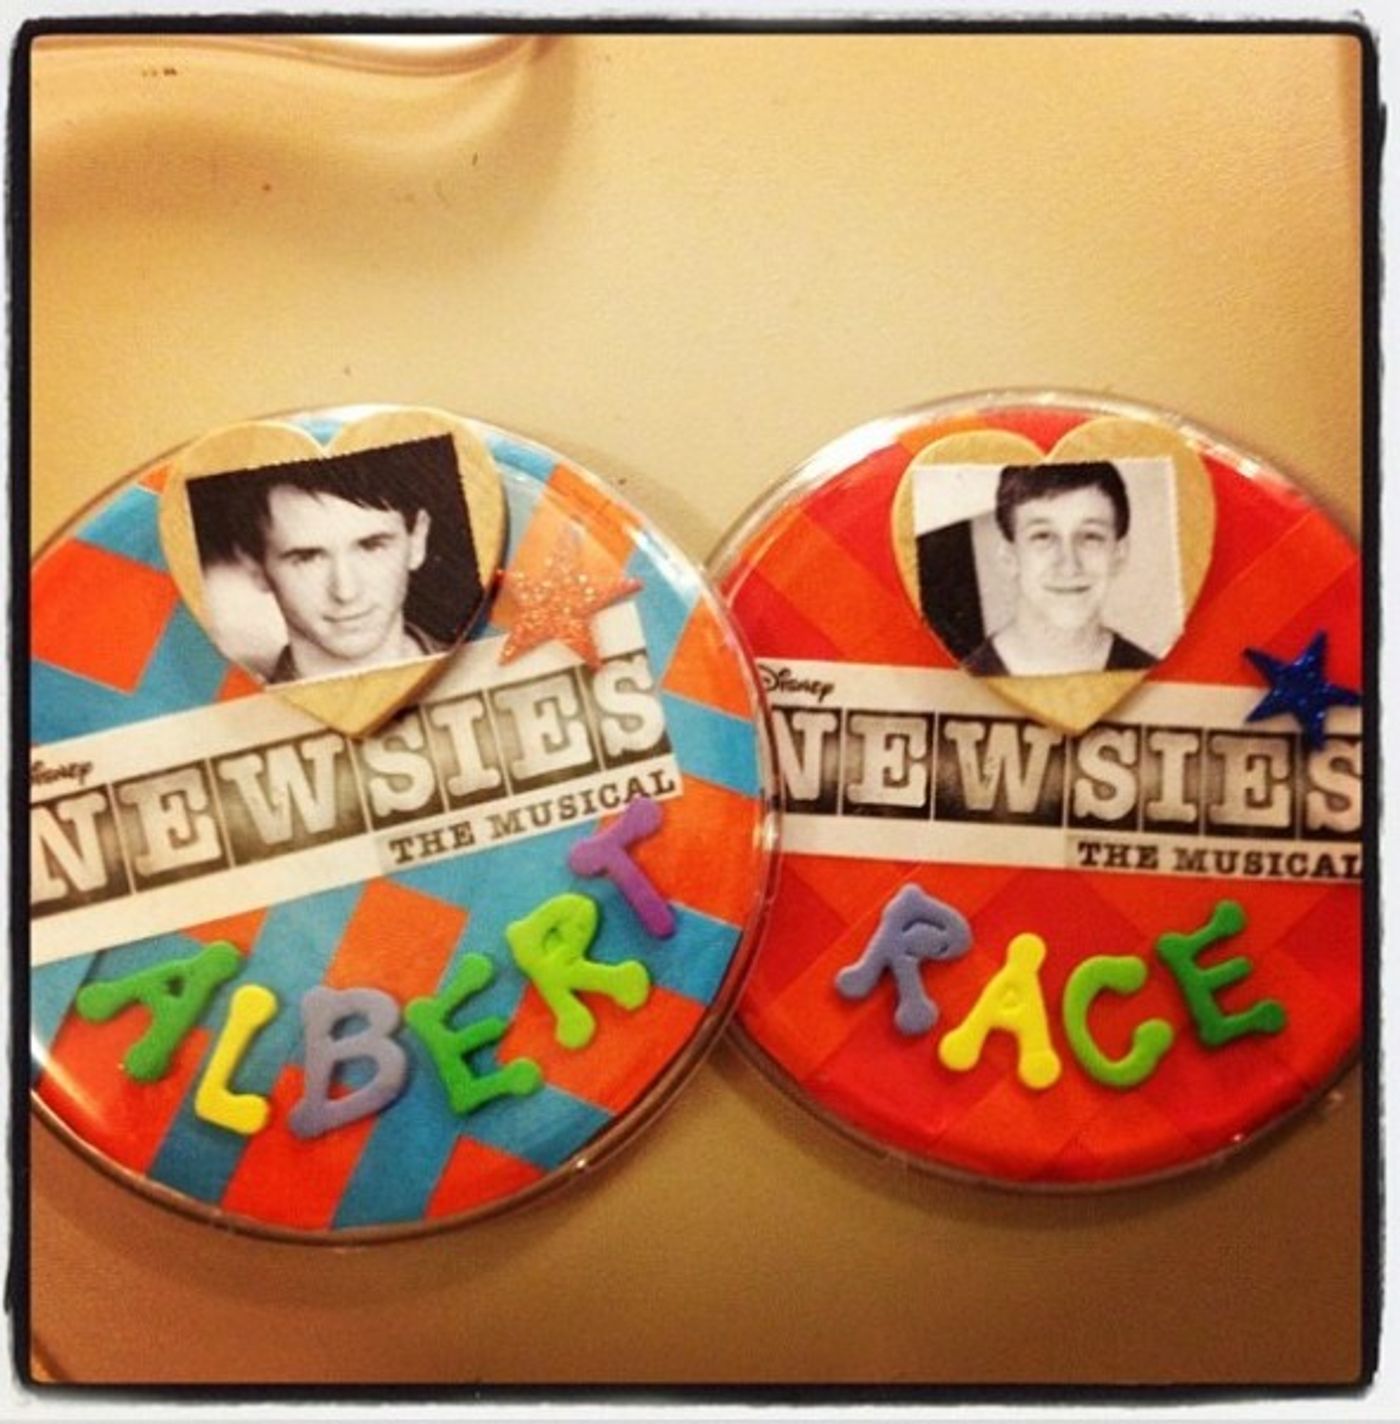 Disney
NEWSIES
THE MUSICAL
ALBERT
Disney
NEWSIES
THE MUSICAL
RACE